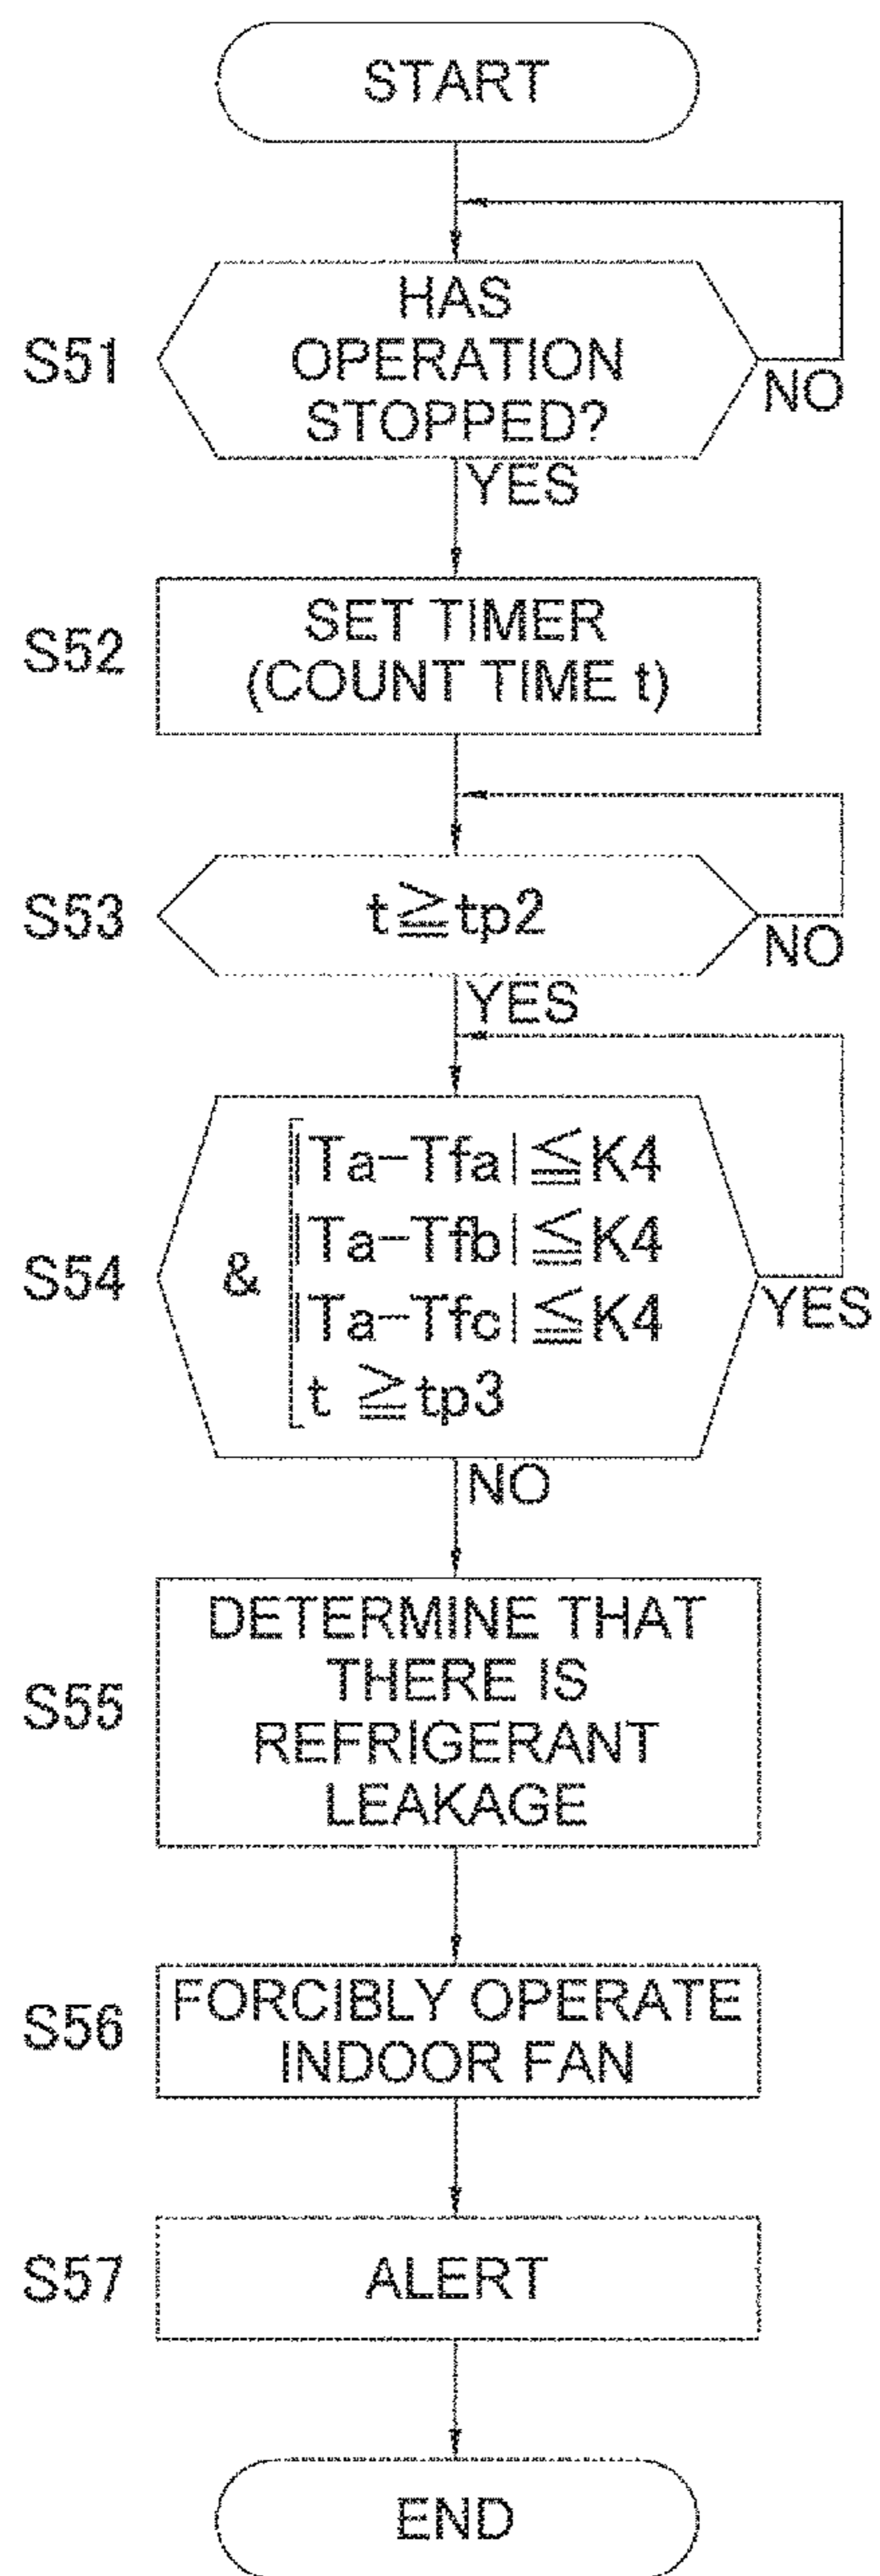 START
HAS
S51
OPERATION
NO
STOPPED?
YES
SET TIMER
S52
(COUNT TIME t)
S53
t≧tp2
NO
YES
|Ta-Tfa|≦K4
|Ta-Tfb|≦K4
S54
&
|Ta-Tfc|≦K4
YES
t ≧tp3
NO
DETERMINE THAT
THERE IS
S55
REFRIGERANT
LEAKAGE
FORCIBLY OPERATE
S56
INDOOR FAN
S57
ALERT
END